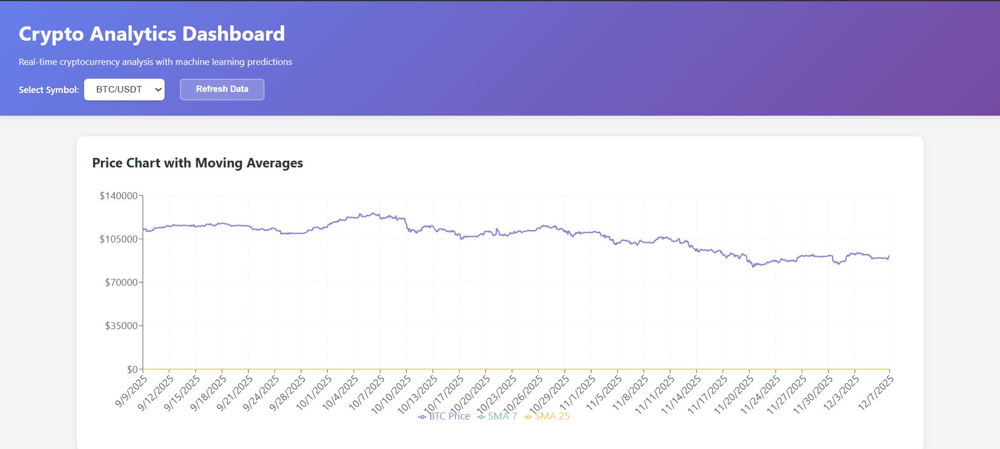 Crypto Analytics Dashboard
Real-time cryptocurrency analysis with machine learning predictions
Select Symbol: BTC/USDT Refresh Data
Price Chart with Moving Averages
$140000
$105000
$70000
$35000
$0
9/9/2025 9/12/2025 9/15/2025 9/18/2025 9/21/2025 9/24/2025 9/28/2025 10/1/2025 10/4/2025 10/7/2025 10/10/2025 10/13/2025 10/17/2025 10/20/2025 10/23/2025 10/26/2025 10/29/2025 11/1/2025 11/5/2025 11/8/2025 11/11/2025 11/14/2025 11/17/2025 11/20/2025 11/24/2025 11/27/2025 11/30/2025 12/3/2025 12/7/2025
BTC Price SMA 7 SMA 25